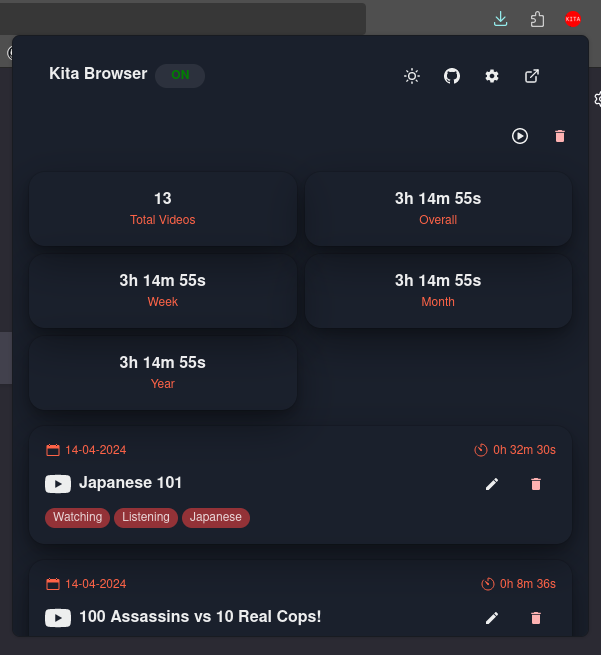 KITA
Kita Browser ON
13
Total Videos
3h 14m 55s
Overall
3h 14m 55s
Week
3h 14m 55s
Month
3h 14m 55s
Year
14-04-2024 0h 32m 30s
Japanese 101
Watching Listening Japanese
14-04-2024 0h 8m 36s
100 Assassins vs 10 Real Cops!